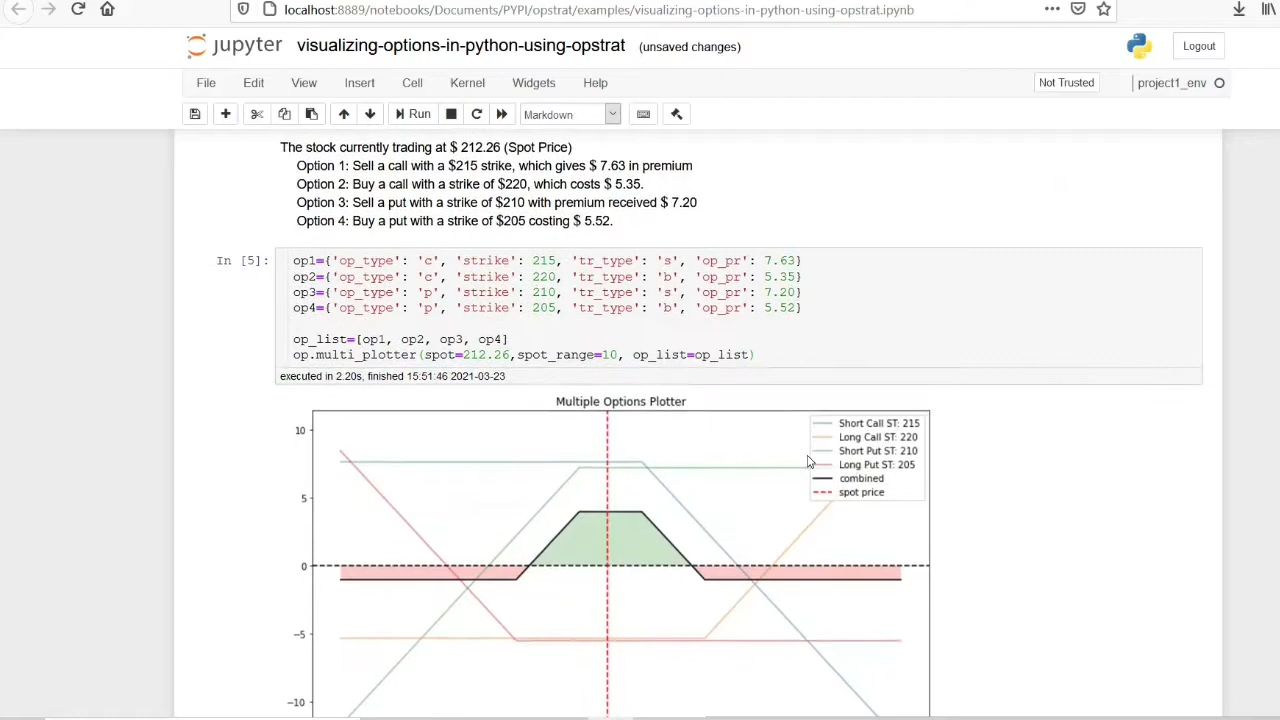 localhost:8889/notebooks/Documents/PYPI/opstrat/examples/visualizing-options-in-python-using-opstrat.ipynb
jupyter visualizing-options-in-python-using-opstrat (unsaved changes) Logout
File Edit View Insert Cell Kernel Widgets Help Not Trusted project1_env
Run Markdown
The stock currently trading at $ 212.26 (Spot Price)
Option 1: Sell a call with a $215 strike, which gives $ 7.63 in premium
Option 2: Buy a call with a strike of $220, which costs $ 5.35.
Option 3: Sell a put with a strike of $210 with premium received $ 7.20
Option 4: Buy a put with a strike of $205 costing $ 5.52.
In [5]: op1={'op_type': 'c', 'strike': 215, 'tr_type': 's', 'op_pr': 7.63}
op2={'op_type': 'c', 'strike': 220, 'tr_type': 'b', 'op_pr': 5.35}
op3={'op_type': 'p', 'strike': 210, 'tr_type': 's', 'op_pr': 7.20}
op4={'op_type': 'p', 'strike': 205, 'tr_type': 'b', 'op_pr': 5.52}
op_list=[op1, op2, op3, op4]
op.multi_plotter(spot=212.26,spot_range=10, op_list=op_list)
executed in 2.20s, finished 15:51:46 2021-03-23
Multiple Options Plotter
Short Call ST: 215
Long Call ST: 220
Short Put ST: 210
Long Put ST: 205
combined
spot price
10
5
0
−5
−10